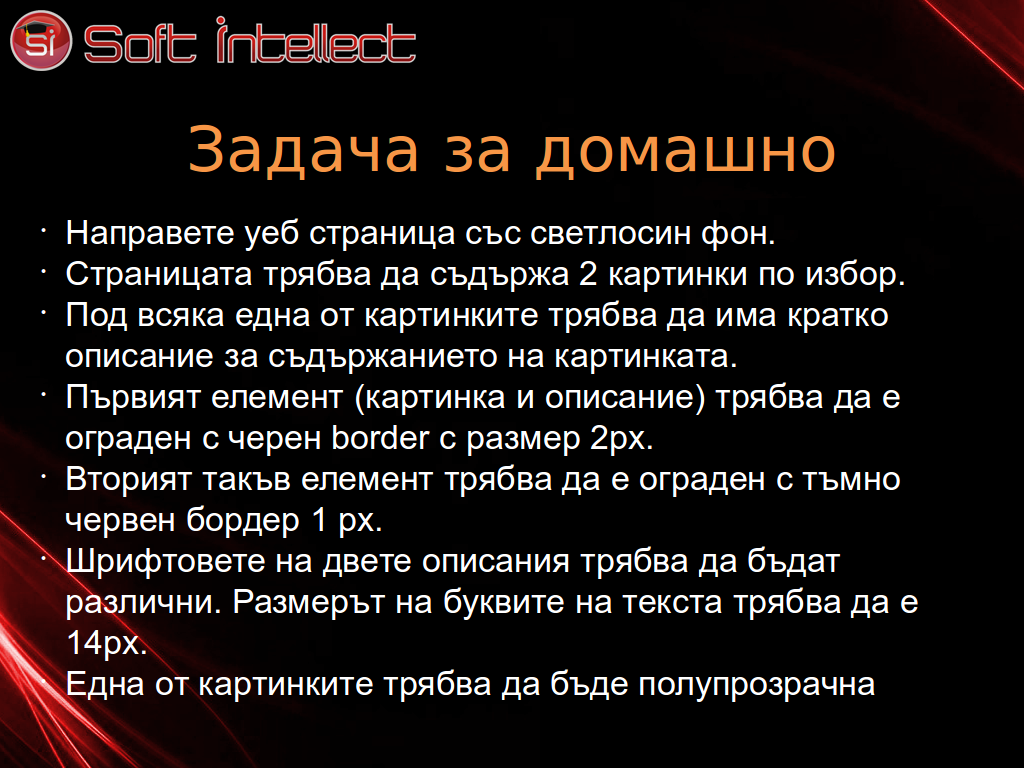 Si Soft Intellect
Задача за домашно
· Направете уеб страница със светлосин фон.
· Страницата трябва да съдържа 2 картинки по избор.
· Под всяка една от картинките трябва да има кратко
описание за съдържанието на картинката.
· Първият елемент (картинка и описание) трябва да е
ограден с черен border с размер 2px.
· Вторият такъв елемент трябва да е ограден с тъмно
червен бордер 1 px.
· Шрифтовете на двете описания трябва да бъдат
различни. Размерът на буквите на текста трябва да е
14px.
· Една от картинките трябва да бъде полупрозрачна